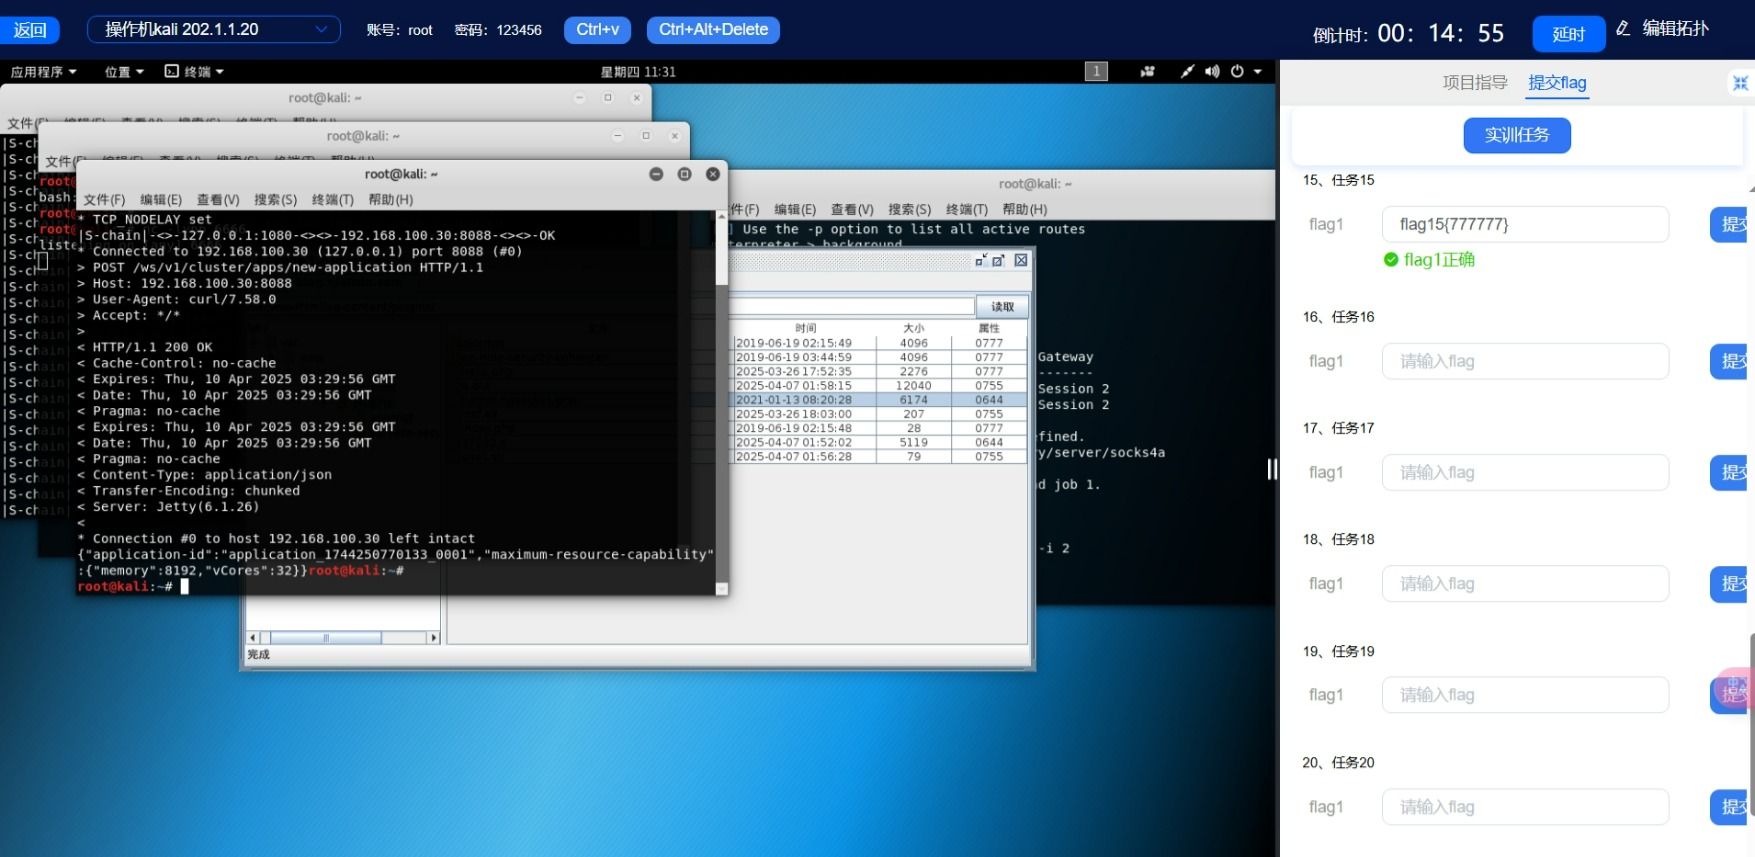 返回
操作机kali 202.1.1.20
账号：root
密码：123456
Ctrl+v
Ctrl+Alt+Delete
倒计时：00：14：55
延时
编辑拓扑
应用程序
位置
终端
星期四 11:31
1
root@kali: ~
root@kali: ~
root@kali: ~
文件(F) 编辑(E) 查看(V) 搜索(S) 终端(T) 帮助(H)
* TCP_NODELAY set
|S-chain|-<>-127.0.0.1:1080-<><>-192.168.100.30:8088-<><>-OK
* Connected to 192.168.100.30 (127.0.0.1) port 8088 (#0)
> POST /ws/v1/cluster/apps/new-application HTTP/1.1
> Host: 192.168.100.30:8088
> User-Agent: curl/7.58.0
> Accept: */*
>
< HTTP/1.1 200 OK
< Cache-Control: no-cache
< Expires: Thu, 10 Apr 2025 03:29:56 GMT
< Date: Thu, 10 Apr 2025 03:29:56 GMT
< Pragma: no-cache
< Expires: Thu, 10 Apr 2025 03:29:56 GMT
< Date: Thu, 10 Apr 2025 03:29:56 GMT
< Pragma: no-cache
< Content-Type: application/json
< Transfer-Encoding: chunked
< Server: Jetty(6.1.26)
<
* Connection #0 to host 192.168.100.30 left intact
{"application-id":"application_1744250770133_0001","maximum-resource-capability"
:{"memory":8192,"vCores":32}}root@kali:~#
root@kali:~#
root@kali: ~
件(F) 编辑(E) 查看(V) 搜索(S) 终端(T) 帮助(H)
] Use the -p option to list all active routes
terpreter > background
读取
时间 大小 属性
2019-06-19 02:15:49 4096 0777
2019-06-19 03:44:59 4096 0777
2025-03-26 17:52:35 2276 0777
2025-04-07 01:58:15 12040 0755
2021-01-13 08:20:28 6174 0644
2025-03-26 18:03:00 207 0755
2019-06-19 02:15:48 28 0777
2025-04-07 01:52:02 5119 0644
2025-04-07 01:56:28 79 0755
Gateway
-------
Session 2
Session 2
fined.
y/server/socks4a
d job 1.
-i 2
完成
项目指导
提交flag
实训任务
15、任务15
flag1
flag15{777777}
提交
flag1正确
16、任务16
flag1
请输入flag
提交
17、任务17
flag1
请输入flag
提交
18、任务18
flag1
请输入flag
提交
19、任务19
flag1
请输入flag
20、任务20
flag1
请输入flag
提交